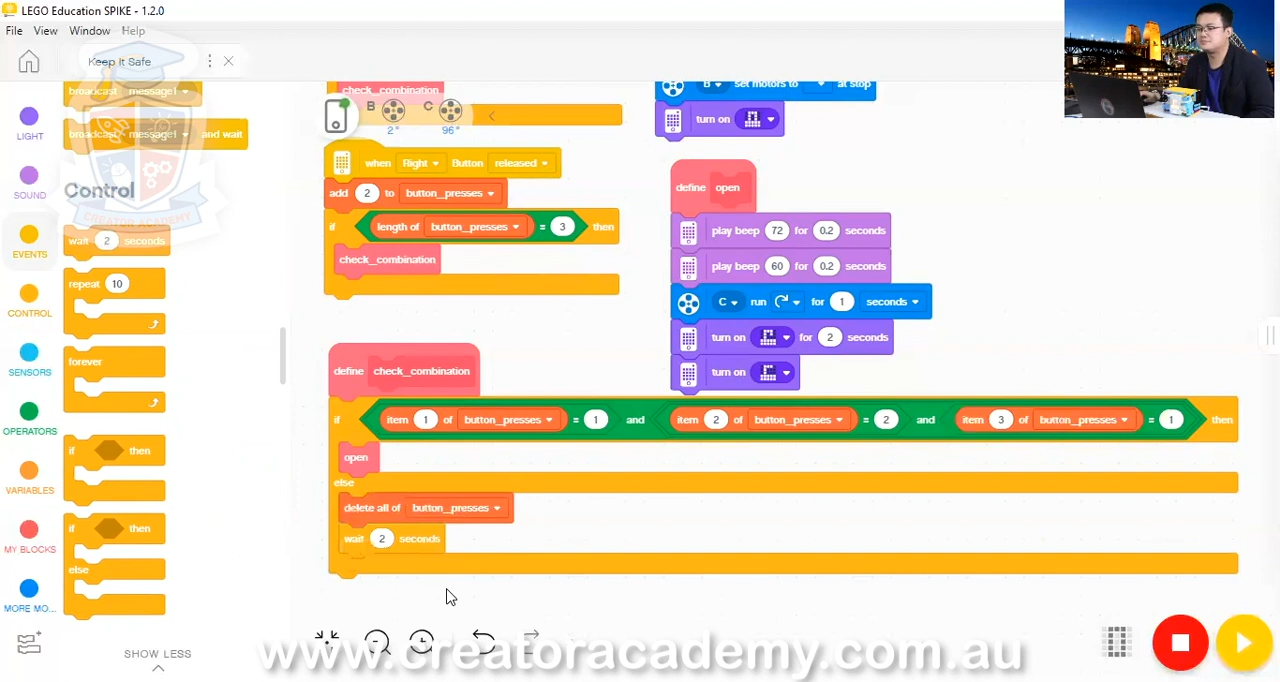 LEGO Education SPIKE - 1.2.0
File View Window Help
Keep It Safe
broadcast message1
broadcast message1 and wait
Control
CREATOR ACADEMY
wait 2 seconds
repeat 10
forever
if then
if then
else
SHOW LESS
LIGHT
SOUND
EVENTS
CONTROL
SENSORS
OPERATORS
VARIABLES
MY BLOCKS
MORE MO...
check_combination
B C
2° 96°
when Right Button released
add 2 to button_presses
if length of button_presses = 3 then
check_combination
B set motors to at stop
turn on
define open
play beep 72 for 0.2 seconds
play beep 60 for 0.2 seconds
C run for 1 seconds
turn on for 2 seconds
turn on
define check_combination
if item 1 of button_presses = 1 and item 2 of button_presses = 2 and item 3 of button_presses = 1 then
open
else
delete all of button_presses
wait 2 seconds
www.creatoracademy.com.au